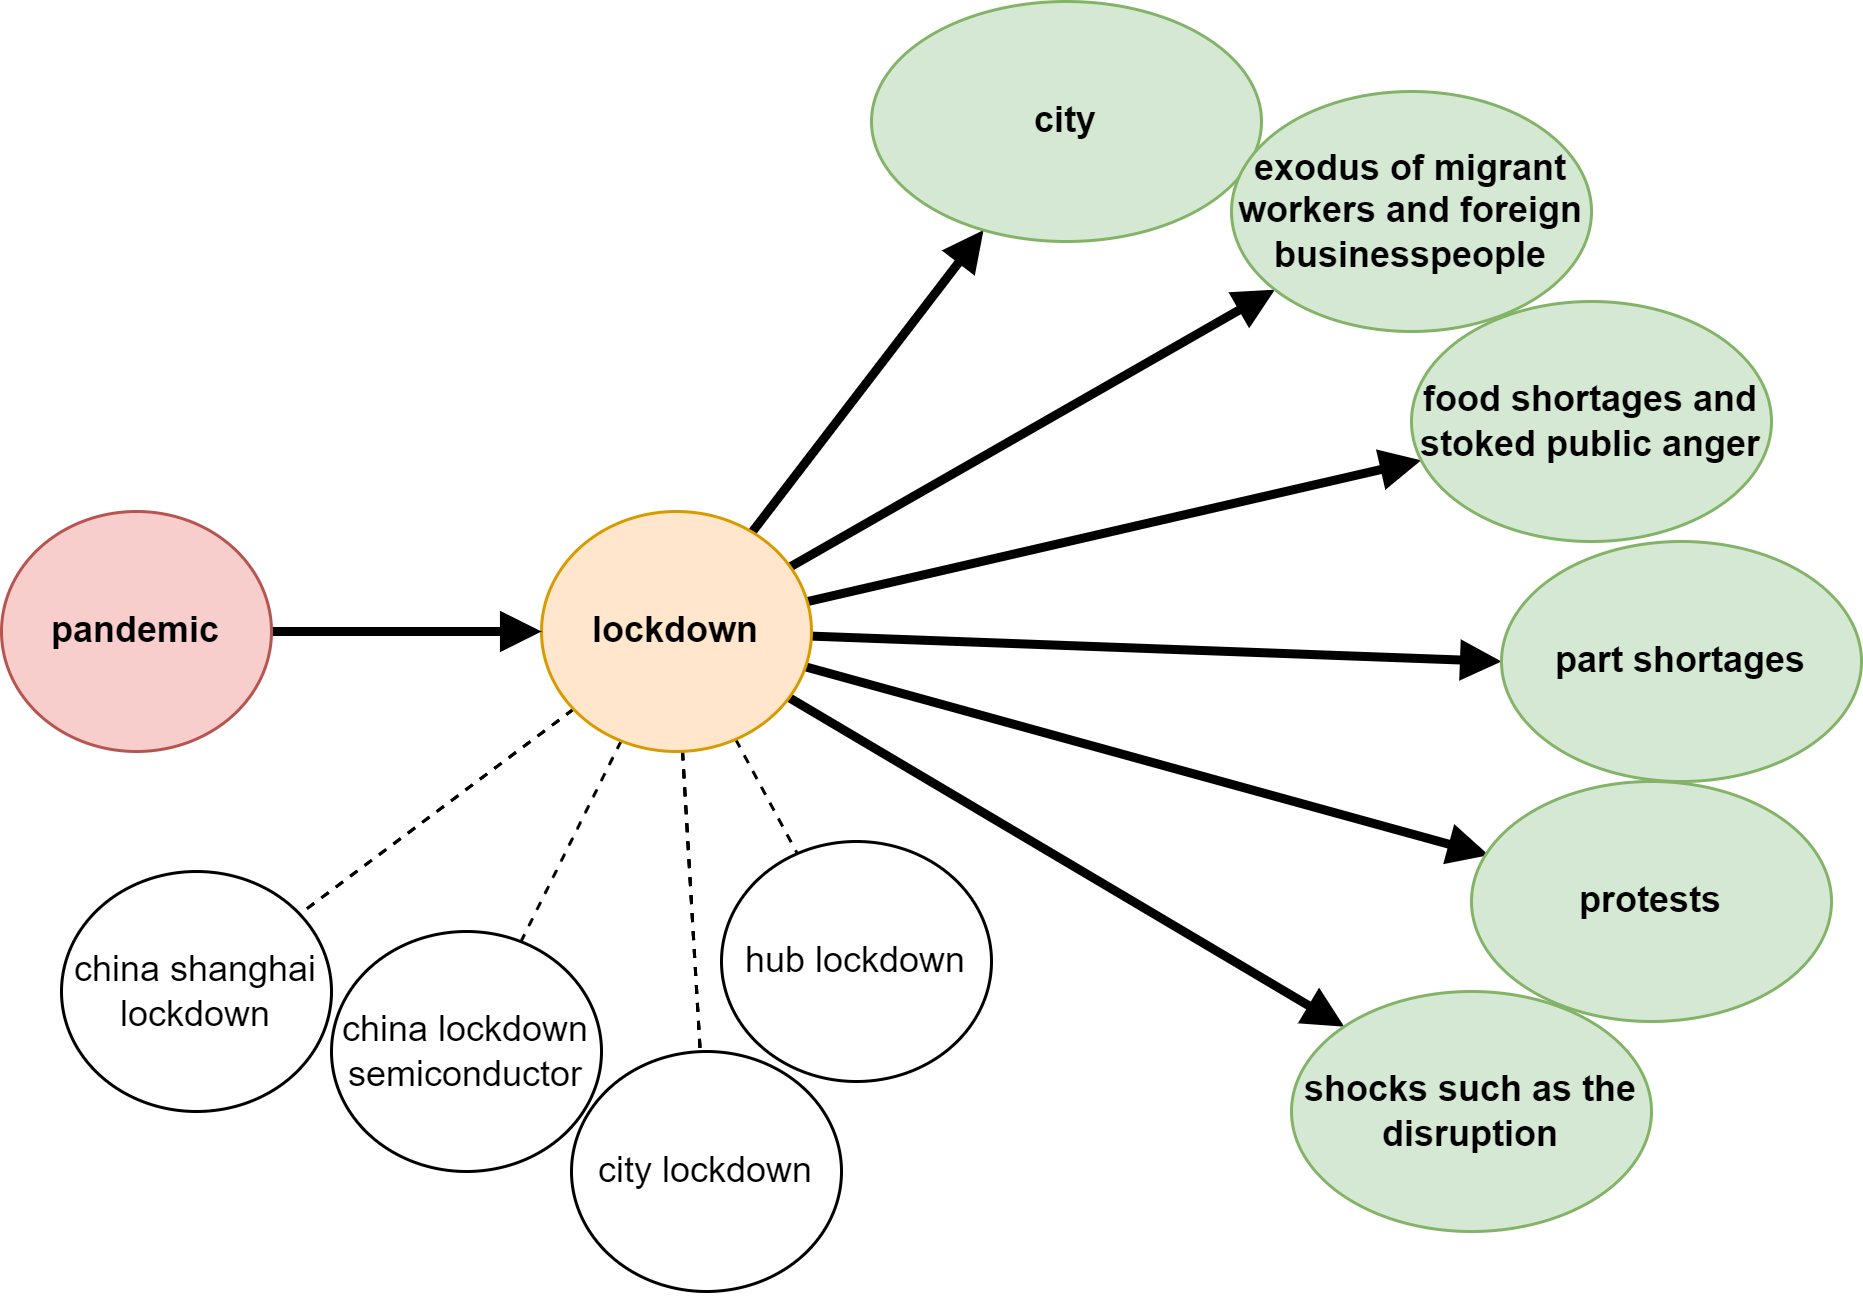 city
exodus of migrant
workers and foreign
businesspeople
food shortages and
stoked public anger
pandemic
lockdown
part shortages
protests
hub lockdown
china shanghai
lockdown
china lockdown
semiconductor
city lockdown
shocks such as the
disruption